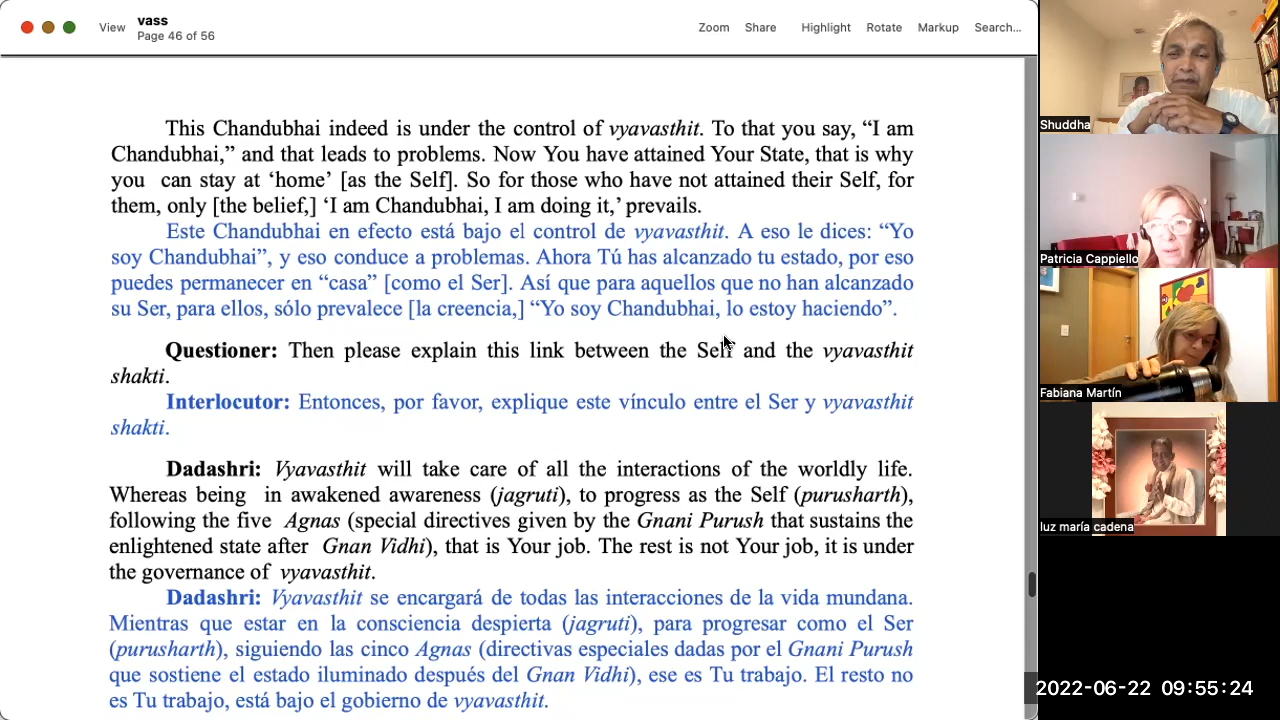 View
vass
Page 46 of 56
Zoom
Share
Highlight
Rotate
Markup
Search...
This Chandubhai indeed is under the control of vyavasthit. To that you say, “I am
Chandubhai,” and that leads to problems. Now You have attained Your State, that is why
you can stay at ‘home’ [as the Self]. So for those who have not attained their Self, for
them, only [the belief,] ‘I am Chandubhai, I am doing it,’ prevails.
Este Chandubhai en efecto está bajo el control de vyavasthit. A eso le dices: “Yo
soy Chandubhai”, y eso conduce a problemas. Ahora Tú has alcanzado tu estado, por eso
puedes permanecer en “casa” [como el Ser]. Así que para aquellos que no han alcanzado
su Ser, para ellos, sólo prevalece [la creencia,] “Yo soy Chandubhai, lo estoy haciendo”.
Questioner: Then please explain this link between the Self and the vyavasthit
shakti.
Interlocutor: Entonces, por favor, explique este vínculo entre el Ser y vyavasthit
shakti.
Dadashri: Vyavasthit will take care of all the interactions of the worldly life.
Whereas being in awakened awareness (jagruti), to progress as the Self (purusharth),
following the five Agnas (special directives given by the Gnani Purush that sustains the
enlightened state after Gnan Vidhi), that is Your job. The rest is not Your job, it is under
the governance of vyavasthit.
Dadashri: Vyavasthit se encargará de todas las interacciones de la vida mundana.
Mientras que estar en la consciencia despierta (jagruti), para progresar como el Ser
(purusharth), siguiendo las cinco Agnas (directivas especiales dadas por el Gnani Purush
que sostiene el estado iluminado después del Gnan Vidhi), ese es Tu trabajo. El resto no
es Tu trabajo, está bajo el gobierno de vyavasthit.
Shuddha
Patricia Cappiello
Fabiana Martín
luz maría cadena
2022-06-22 09:55:24